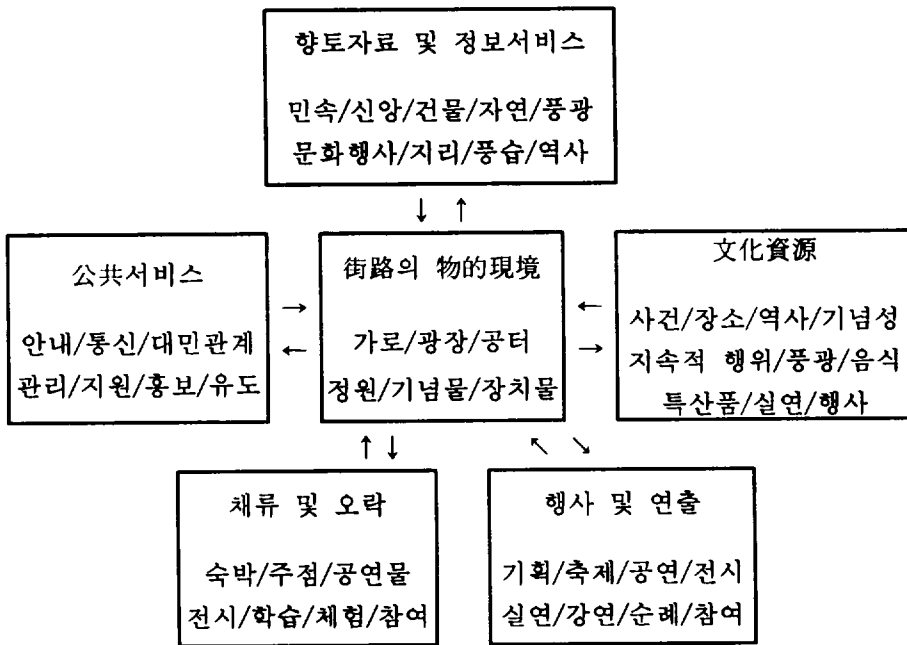 향토자료 및 정보서비스
민속/신앙/건물/자연/풍광
문화행사/지리/풍습/역사
↓ ↑
公共서비스
안내/통신/대민관계
관리/지원/홍보/유도
→
←
街路의 物的現境
가로/광장/공터
정원/기념물/장치물
←
→
文化資源
사건/장소/역사/기념성
지속적 행위/풍광/음식
특산품/실연/행사
↑ ↓
↖ ↘
채류 및 오락
숙박/주점/공연물
전시/학습/체험/참여
행사 및 연출
기획/축제/공연/전시
실연/강연/순례/참여